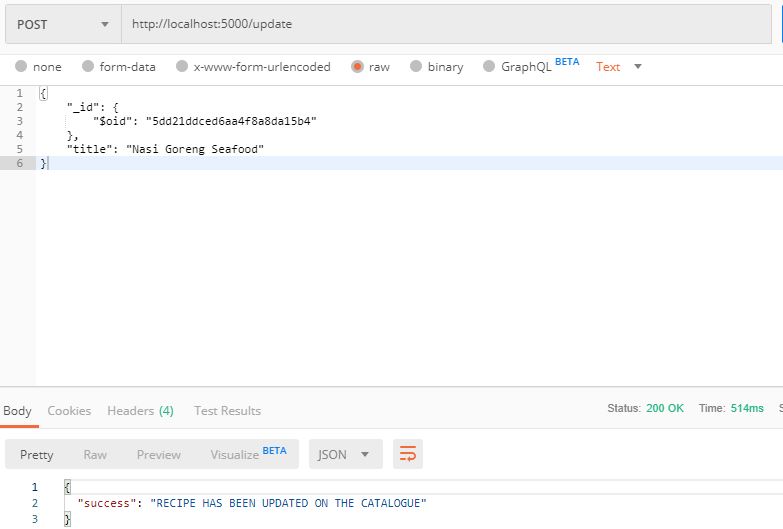 POST http://localhost:5000/update
none form-data x-www-form-urlencoded raw binary GraphQL BETA Text
1 {
2 "_id": {
3 "$oid": "5dd21ddced6aa4f8a8da15b4"
4 },
5 "title": "Nasi Goreng Seafood"
6 }
Body Cookies Headers (4) Test Results Status: 200 OK Time: 514ms S
Pretty Raw Preview Visualize BETA JSON
1 {
2 "success": "RECIPE HAS BEEN UPDATED ON THE CATALOGUE"
3 }